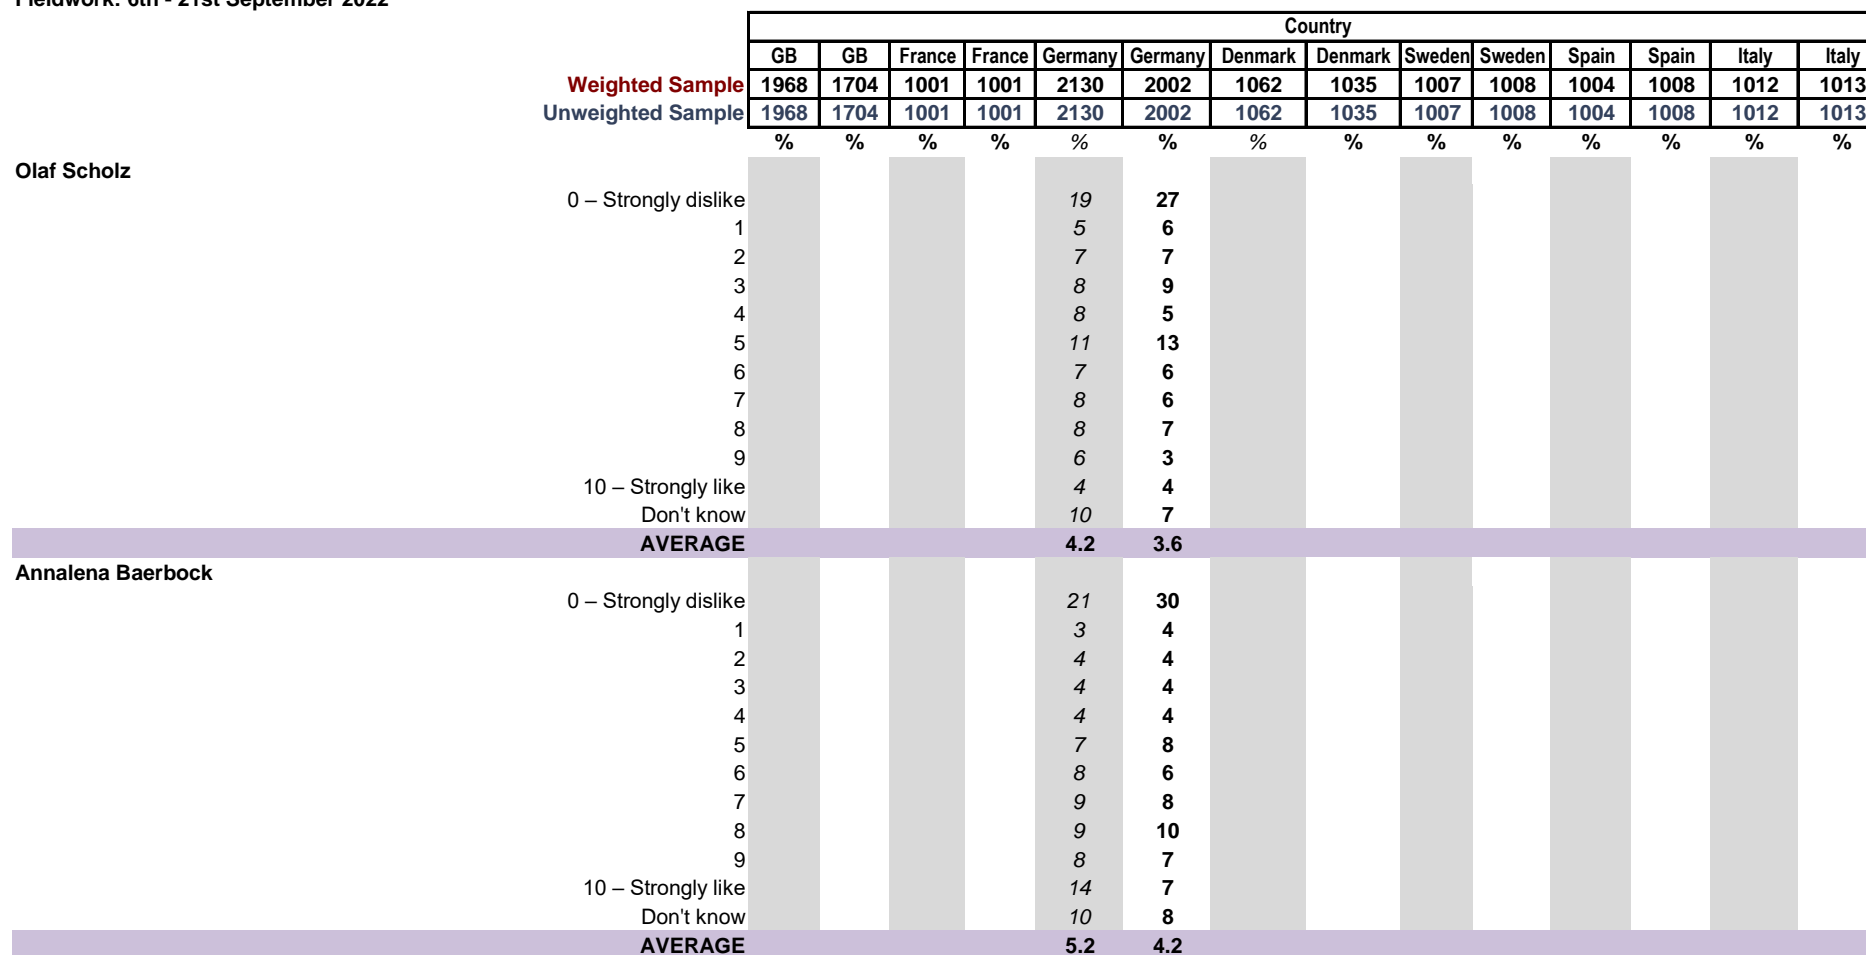 Fieldwork: 6th - 21st September 2022
Country
GB GB France France Germany Germany Denmark Denmark Sweden Sweden Spain Spain Italy Italy
Weighted Sample 1968 1704 1001 1001 2130 2002 1062 1035 1007 1008 1004 1008 1012 1013
Unweighted Sample 1968 1704 1001 1001 2130 2002 1062 1035 1007 1008 1004 1008 1012 1013
% % % % % % % % % % % % % %
Olaf Scholz
0 – Strongly dislike 19 27
1 5 6
2 7 7
3 8 9
4 8 5
5 11 13
6 7 6
7 8 6
8 8 7
9 6 3
10 – Strongly like 4 4
Don't know 10 7
AVERAGE 4.2 3.6
Annalena Baerbock
0 – Strongly dislike 21 30
1 3 4
2 4 4
3 4 4
4 4 4
5 7 8
6 8 6
7 9 8
8 9 10
9 8 7
10 – Strongly like 14 7
Don't know 10 8
AVERAGE 5.2 4.2